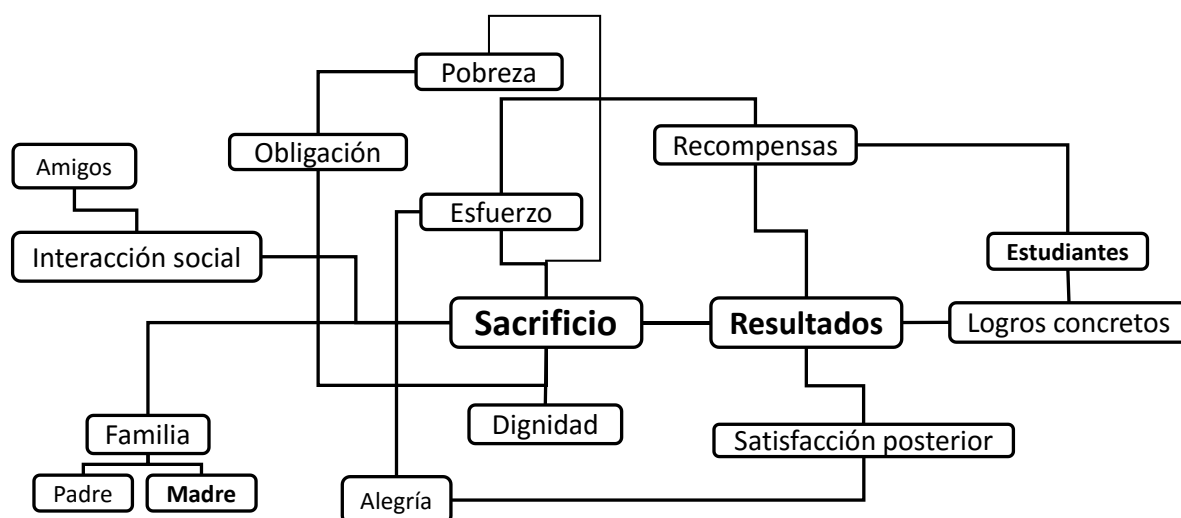 Pobreza
Obligación
Recompensas
Amigos
Esfuerzo
Interacción social
Estudiantes
Sacrificio
Resultados
Logros concretos
Dignidad
Familia
Satisfacción posterior
Padre
Madre
Alegría